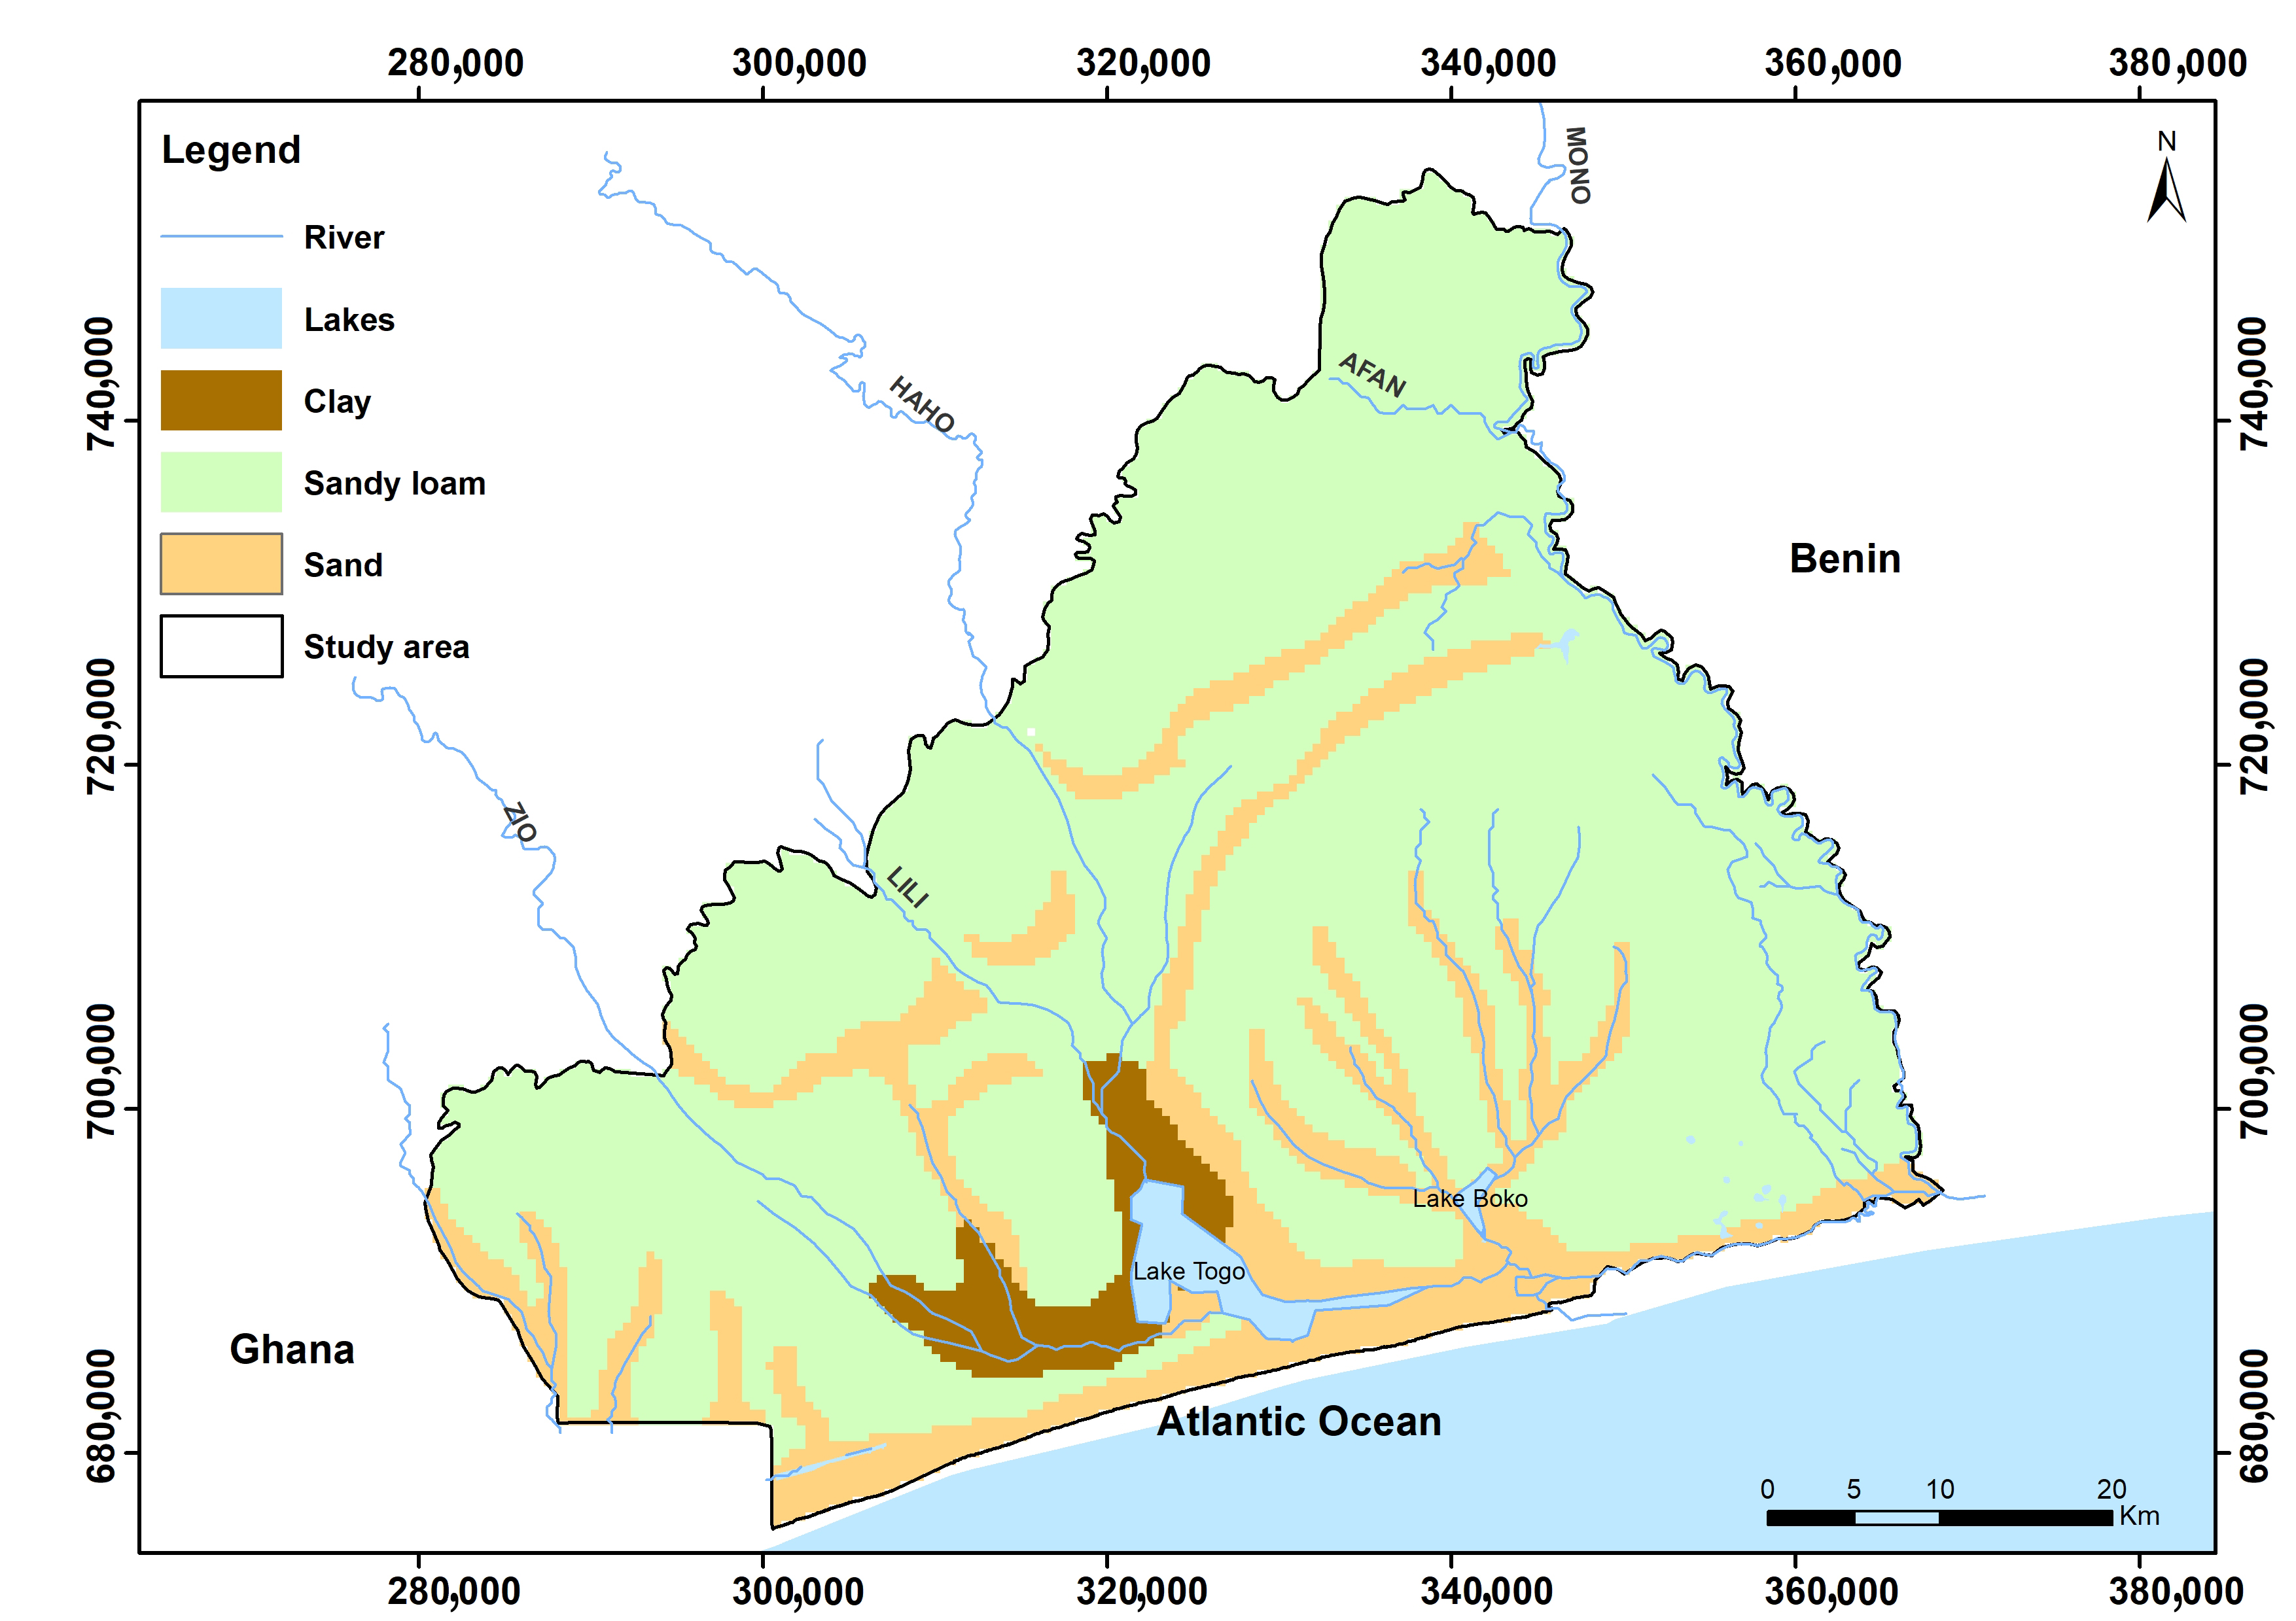 280,000
300,000
320,000
340,000
360,000
380,000
Legend
River
Lakes
Clay
Sandy loam
Sand
Study area
N
MONO
AFAN
HAHO
ZIO
LILI
Benin
Ghana
Lake Boko
Lake Togo
Atlantic Ocean
740,000
720,000
700,000
680,000
740,000
720,000
700,000
680,000
0 5 10 20
Km
280,000
300,000
320,000
340,000
360,000
380,000